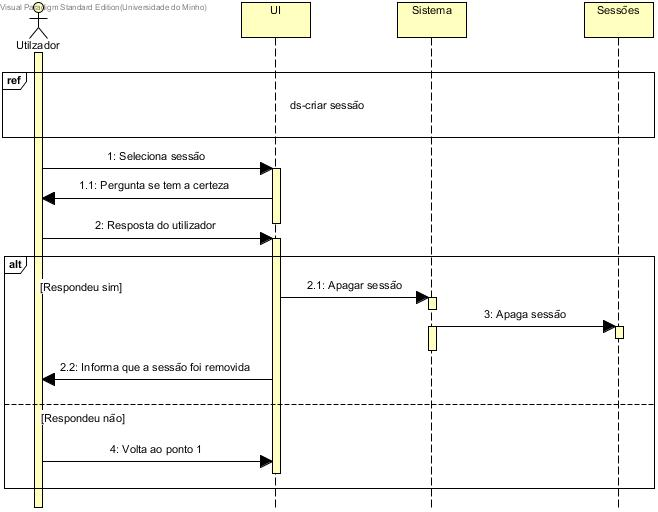 Visual Paradigm Standard Edition(Universidade do Minho)
UI
Sistema
Sessões
Utilzador
ref
ds-criar sessão
1: Seleciona sessão
1.1: Pergunta se tem a certeza
2: Resposta do utilizador
alt
[Respondeu sim]
2.1: Apagar sessão
3: Apaga sessão
2.2: Informa que a sessão foi removida
[Respondeu não]
4: Volta ao ponto 1